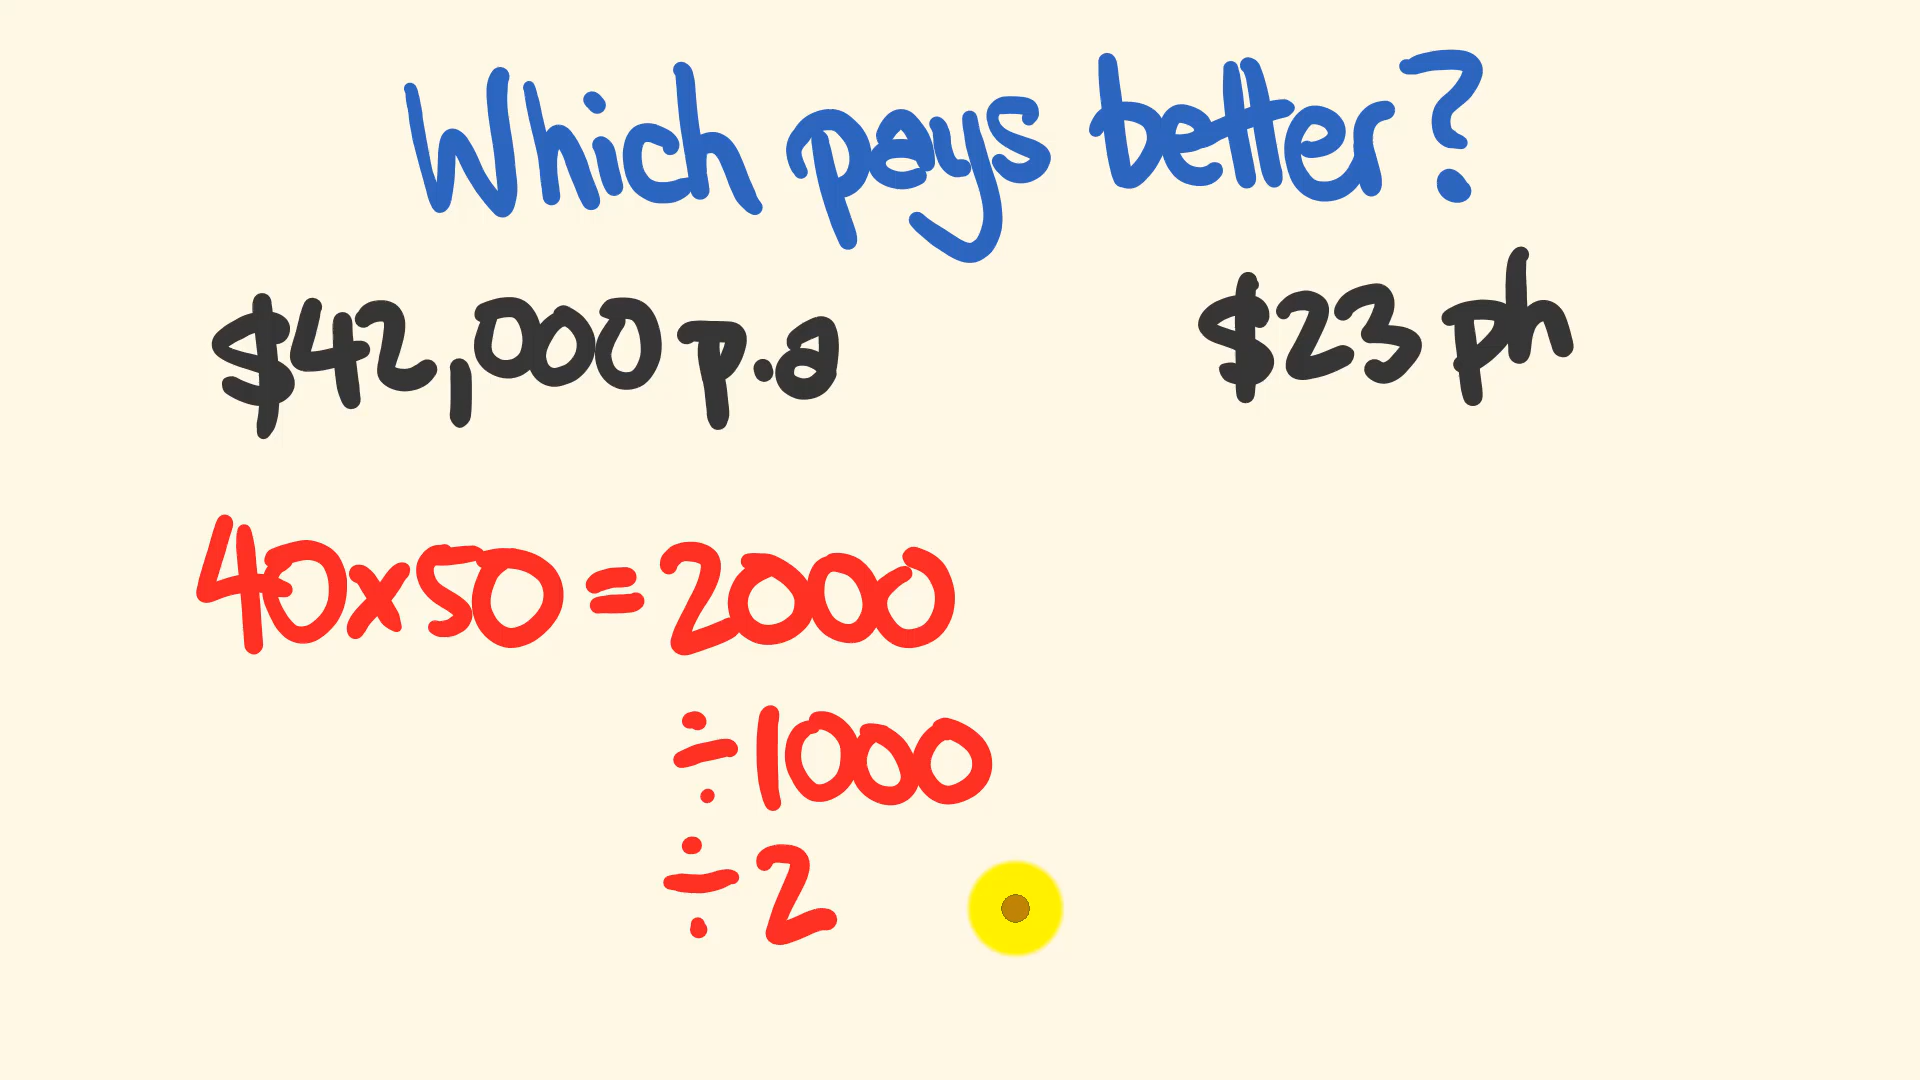 Which pays better?
$42,000 p.a
$23 ph
40x50 = 2000
÷ 1000
÷ 2